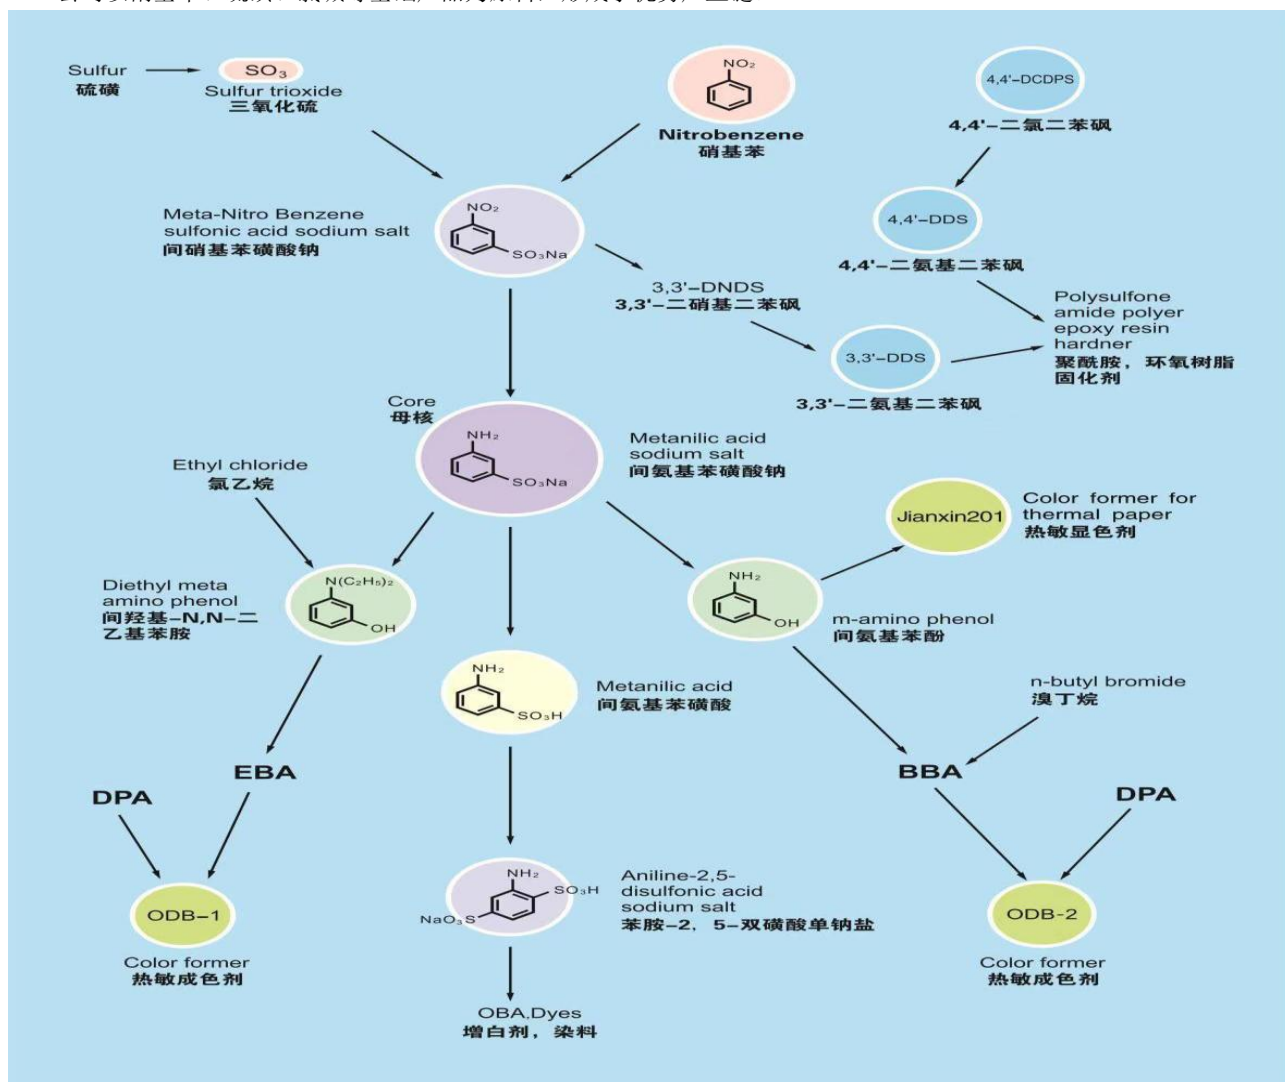 Sulfur
硫磺
SO₃
Sulfur trioxide
三氧化硫
NO₂
Nitrobenzene
硝基苯
4,4'-DCDPS
4,4'-二氯二苯砜
Meta-Nitro Benzene
sulfonic acid sodium salt
间硝基苯磺酸钠
NO₂
SO₃Na
4,4'-DDS
4,4'-二氨基二苯砜
3,3'-DNDS
3,3'-二硝基二苯砜
Polysulfone
amide polyer
epoxy resin
hardner
聚酰胺，环氧树脂
固化剂
3,3'-DDS
3,3'-二氨基二苯砜
Core
母核
NH₂
SO₃Na
Metanilic acid
sodium salt
间氨基苯磺酸钠
Ethyl chloride
氯乙烷
Jianxin201
Color former for
thermal paper
热敏显色剂
Diethyl meta
amino phenol
间羟基-N,N-二
乙基苯胺
N(C₂H₅)₂
OH
NH₂
OH
m-amino phenol
间氨基苯酚
NH₂
SO₃H
Metanilic acid
间氨基苯磺酸
n-butyl bromide
溴丁烷
EBA
DPA
BBA
DPA
ODB-1
Color former
热敏成色剂
NH₂
SO₃H
NaO₃S
Aniline-2,5-
disulfonic acid
sodium salt
苯胺-2，5-双磺酸单钠盐
ODB-2
Color former
热敏成色剂
OBA,Dyes
增白剂，染料